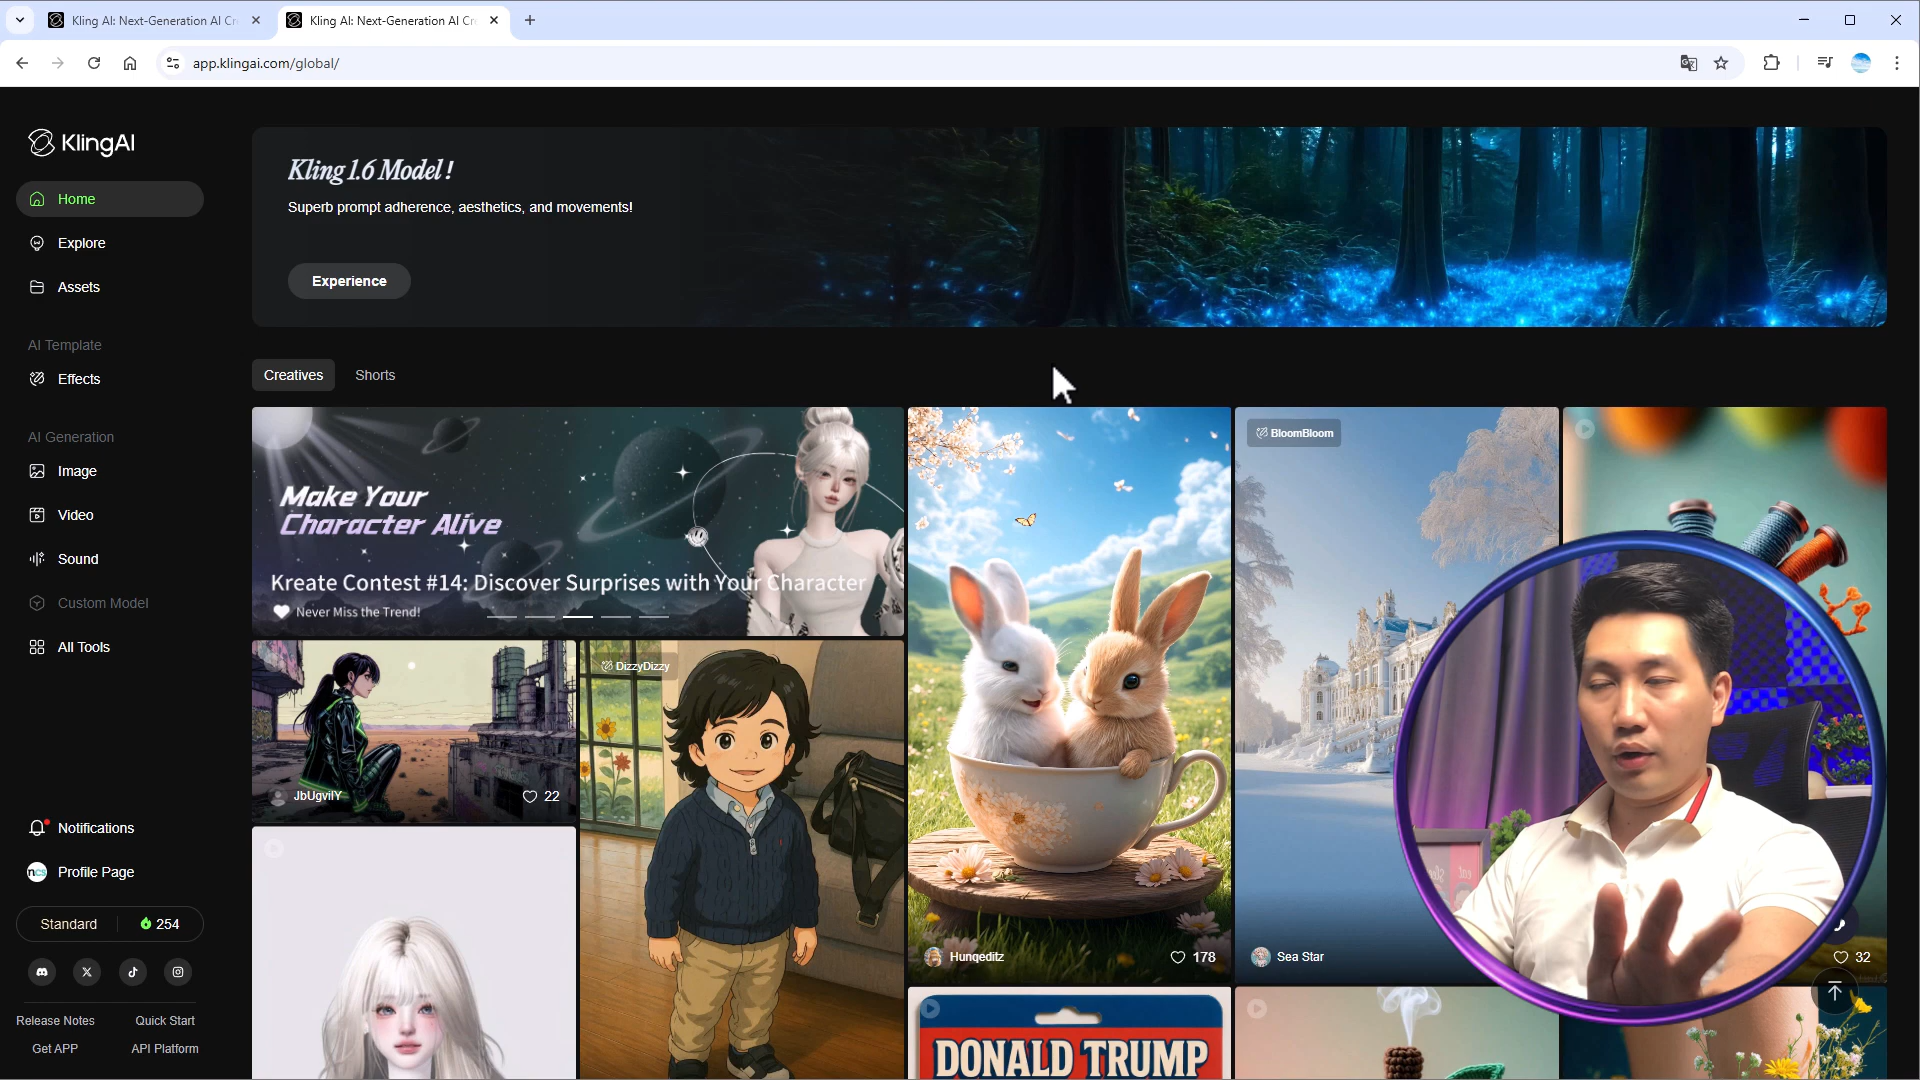 Kling AI: Next-Generation AI Cr
Kling AI: Next-Generation AI Cr
app.klingai.com/global/
KlingAI
Home
Explore
Assets
AI Template
Effects
AI Generation
Image
Video
Sound
Custom Model
All Tools
Notifications
Profile Page
Standard
254
Release Notes
Quick Start
Get APP
API Platform
Kling 1.6 Model !
Superb prompt adherence, aesthetics, and movements!
Experience
Creatives
Shorts
Make Your
Character Alive
Kreate Contest #14: Discover Surprises with Your Character
Never Miss the Trend!
JbUgvilY
22
DizzyDizzy
Hunqeditz
178
DONALD TRUMP
BloomBloom
Sea Star
32